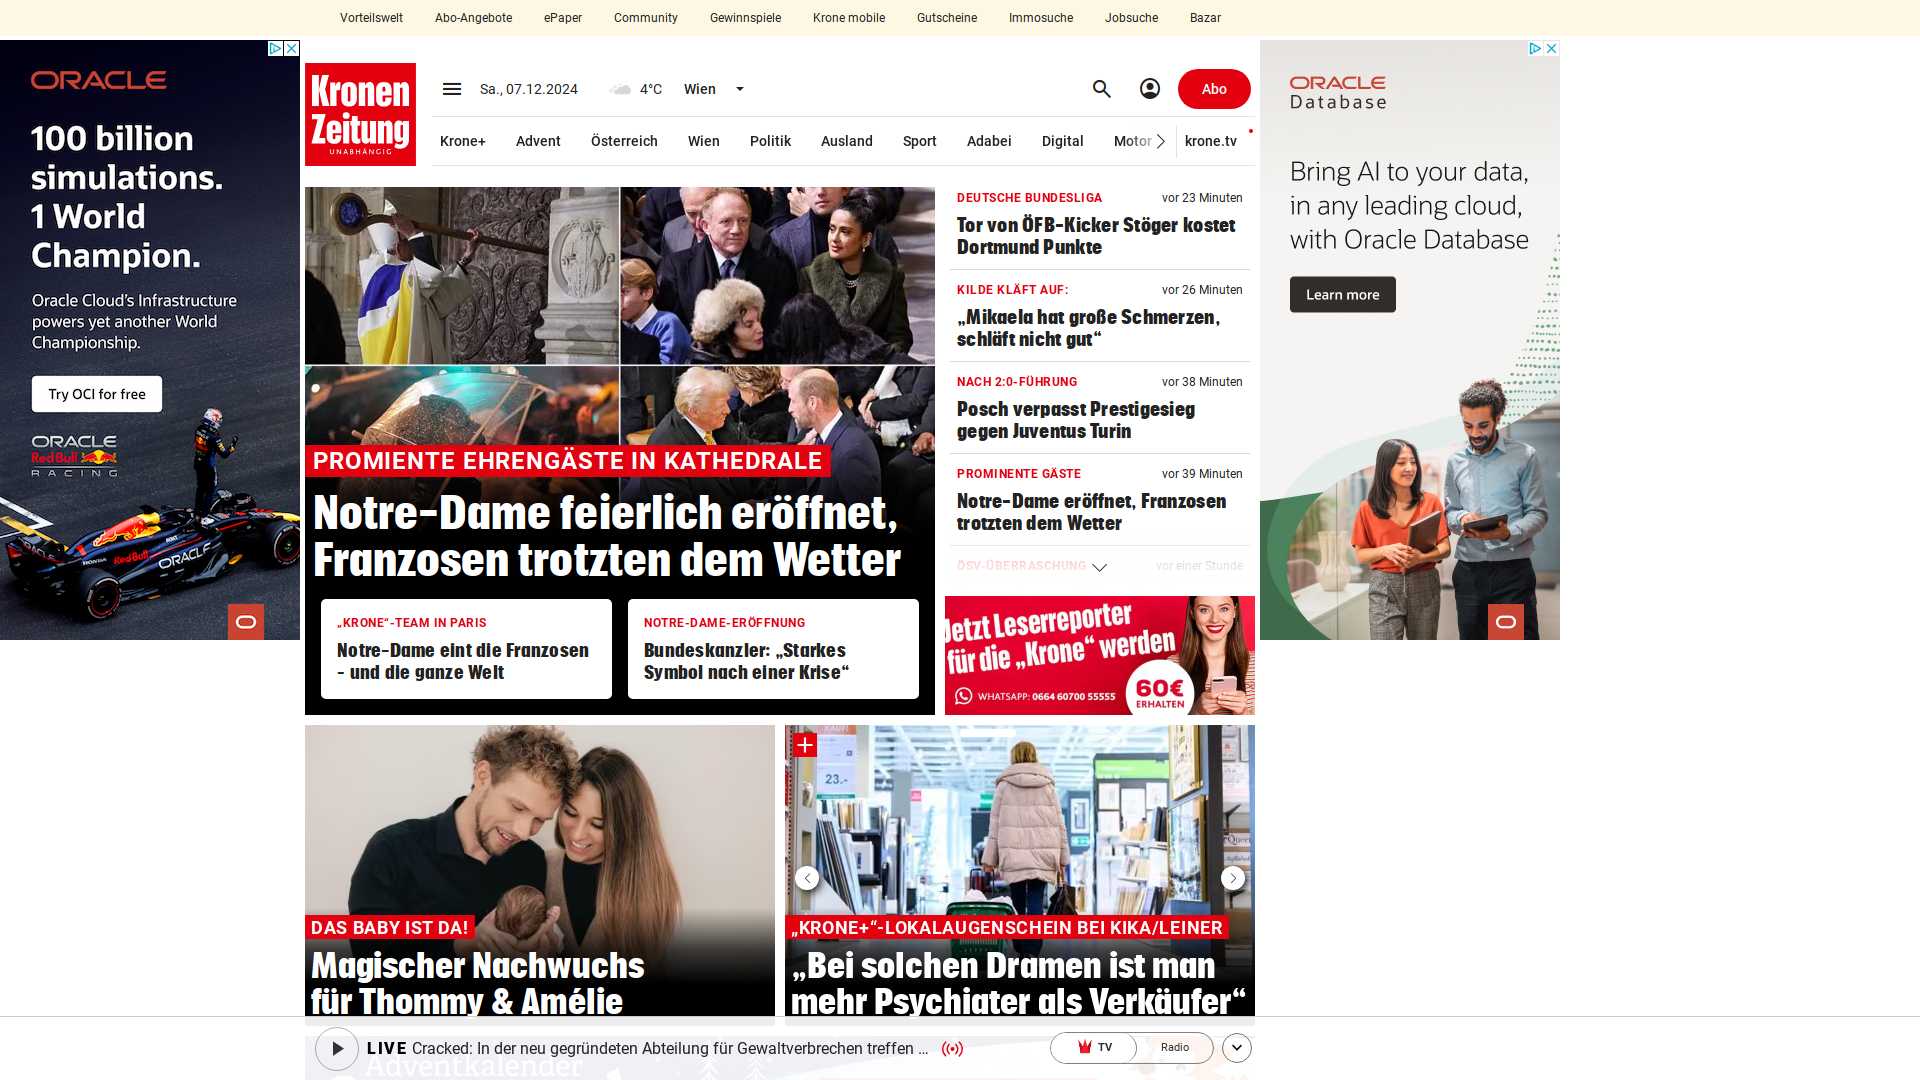 Vorteilswelt
Abo-Angebote
ePaper
Community
Gewinnspiele
Krone mobile
Gutscheine
Immosuche
Jobsuche
Bazar
ORACLE
100 billion
simulations.
1 World
Champion.
Oracle Cloud's Infrastructure
powers yet another World
Championship.
Try OCI for free
ORACLE
Red Bull
RACING
Kronen
Zeitung
UNABHÄNGIG
Sa., 07.12.2024
4°C
Wien
Abo
Krone+
Advent
Österreich
Wien
Politik
Ausland
Sport
Adabei
Digital
Motor
krone.tv
PROMIENTE EHRENGÄSTE IN KATHEDRALE
Notre-Dame feierlich eröffnet,
Franzosen trotzten dem Wetter
„KRONE“-TEAM IN PARIS
Notre-Dame eint die Franzosen
- und die ganze Welt
NOTRE-DAME-ERÖFFNUNG
Bundeskanzler: „Starkes
Symbol nach einer Krise“
DEUTSCHE BUNDESLIGA
vor 23 Minuten
Tor von ÖFB-Kicker Stöger kostet
Dortmund Punkte
KILDE KLÄFT AUF:
vor 26 Minuten
„Mikaela hat große Schmerzen,
schläft nicht gut“
NACH 2:0-FÜHRUNG
vor 38 Minuten
Posch verpasst Prestigesieg
gegen Juventus Turin
PROMINENTE GÄSTE
vor 39 Minuten
Notre-Dame eröffnet, Franzosen
trotzten dem Wetter
ÖSV-ÜBERRASCHUNG
vor einer Stunde
Jetzt Leserreporter
für die „Krone“ werden
WHATSAPP: 0664 60700 55555
60€
ERHALTEN
ORACLE
Database
Bring AI to your data,
in any leading cloud,
with Oracle Database
Learn more
DAS BABY IST DA!
Magischer Nachwuchs
für Thommy & Amélie
23.-
„KRONE+“-LOKALAUGENSCHEIN BEI KIKA/LEINER
„Bei solchen Dramen ist man
mehr Psychiater als Verkäufer“
LIVE Cracked: In der neu gegründeten Abteilung für Gewaltverbrechen treffen ...
TV
Radio
Adventkalender